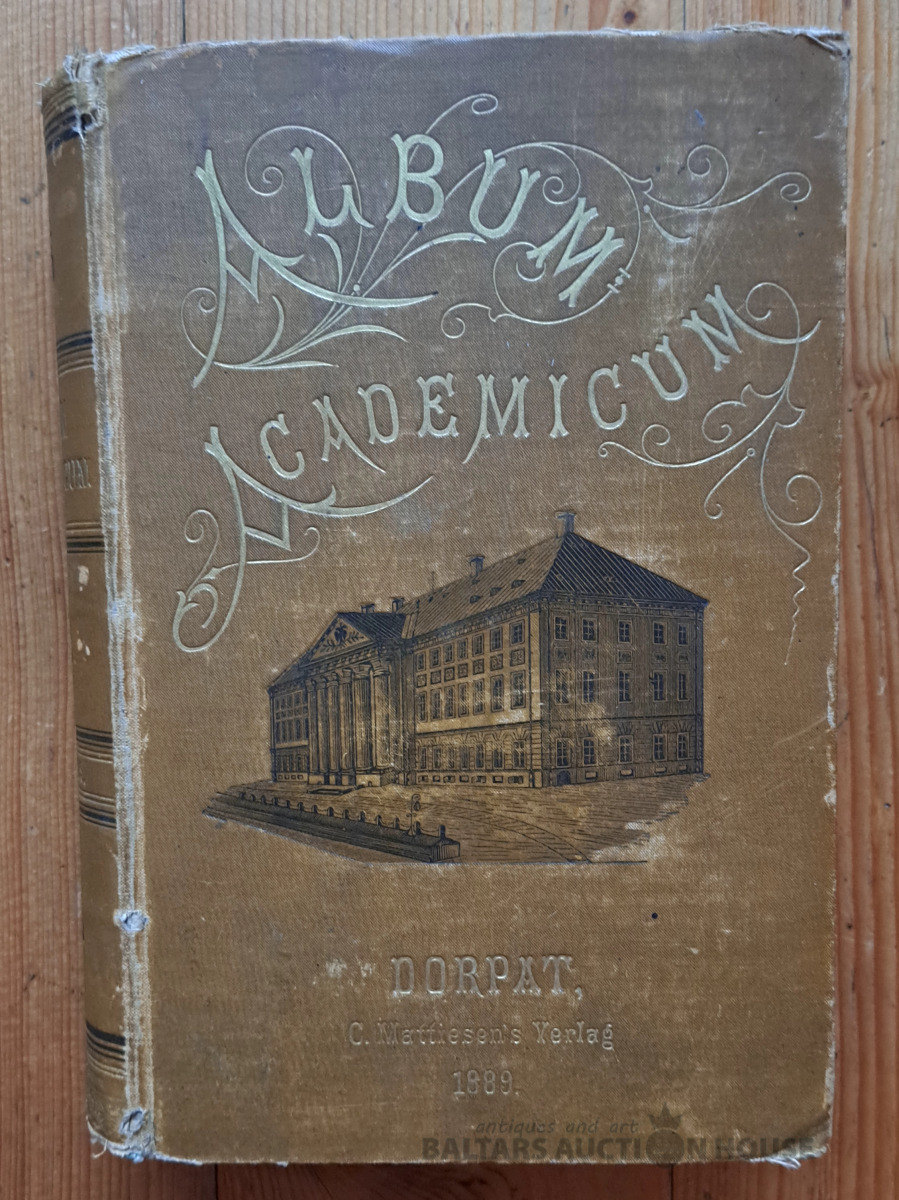 ALBUM
ACADEMICUM
DORPAT,
C. Mattiesen's Verlag
1889.
antiques and art
BALTARS AUCTION HOUSE